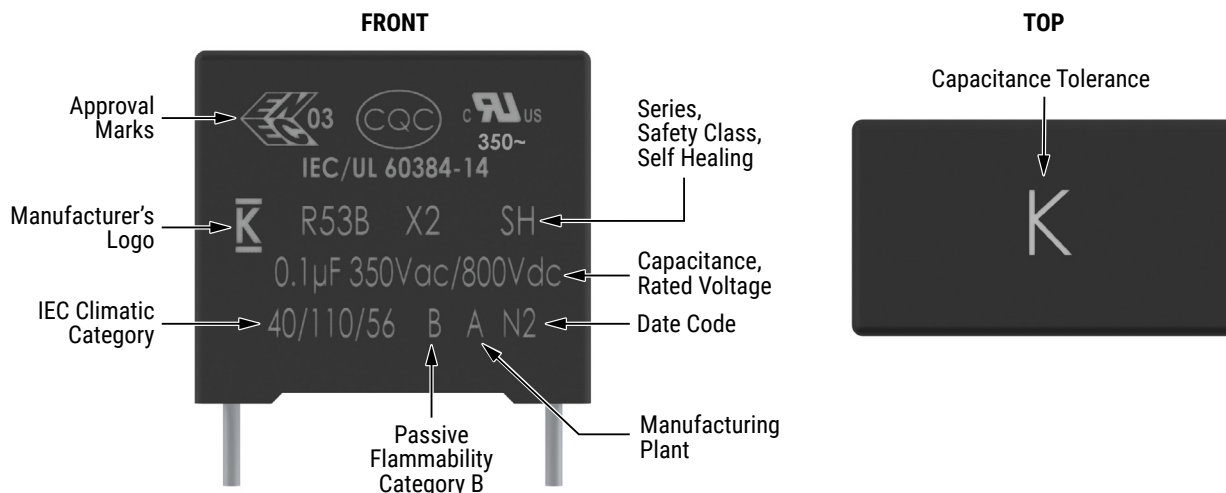 FRONT
TOP
Approval
Marks
ENEC 03
CQC
C RU US
350~
IEC/UL 60384-14
Series,
Safety Class,
Self Healing
Capacitance Tolerance
K
Manufacturer's
Logo
K R53B X2 SH
0.1µF 350Vac/800Vdc
Capacitance,
Rated Voltage
IEC Climatic
Category
40/110/56 B A N2
Date Code
Passive
Flammability
Category B
Manufacturing
Plant